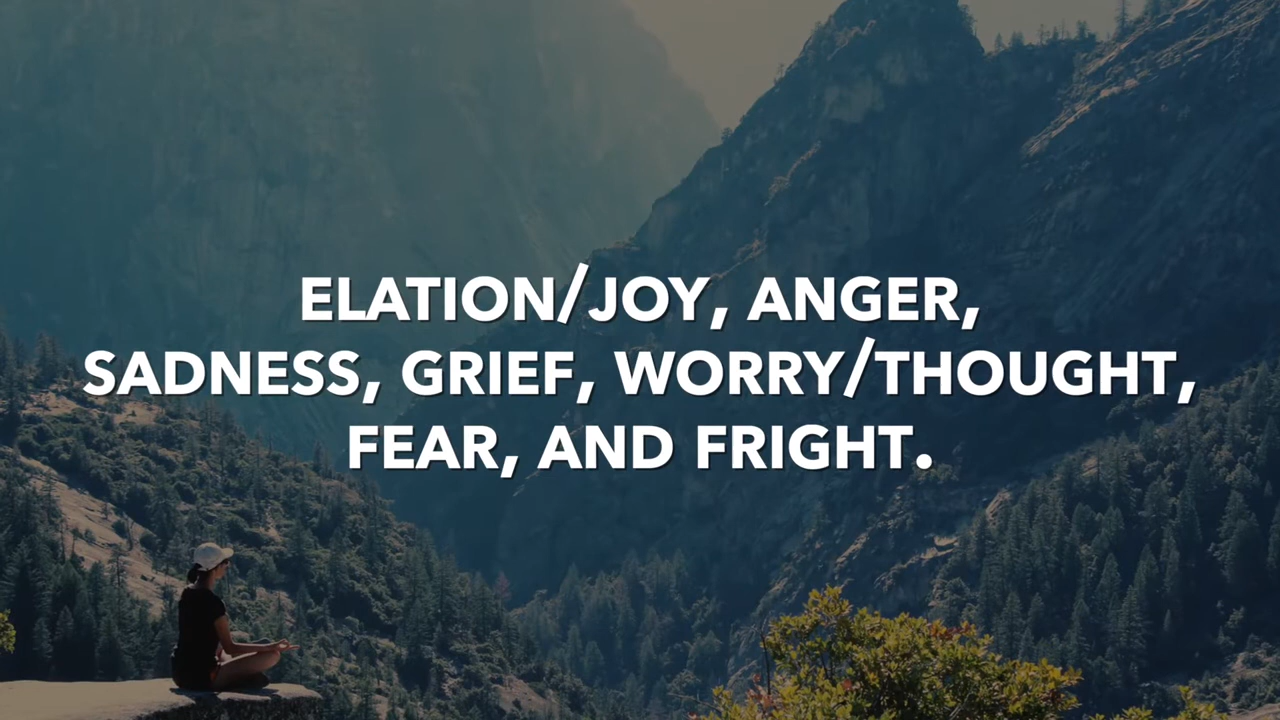 ELATION/JOY, ANGER,
SADNESS, GRIEF, WORRY/THOUGHT,
FEAR, AND FRIGHT.